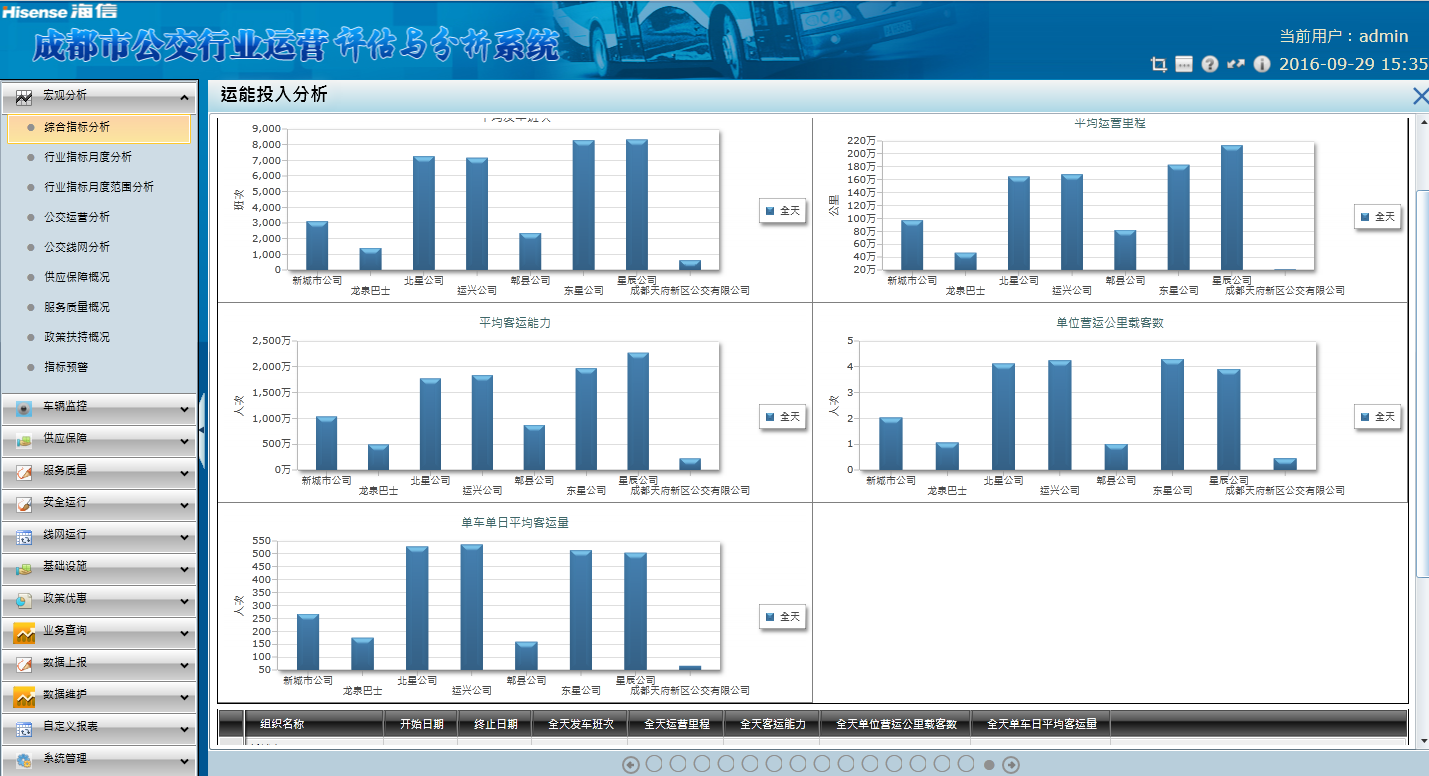 Hisense 海信
成都市公交行业运营评估与分析系统
当前用户：admin
2016-09-29 15:35
宏观分析
综合指标分析
行业指标月度分析
行业指标月度范围分析
公交运营分析
公交线网分析
供应保障概况
服务质量概况
政策扶持概况
指标预警
车辆监控
供应保障
服务质量
安全运行
线网运行
基础设施
政策优惠
业务查询
数据上报
数据维护
自定义报表
系统管理
运能投入分析
平均发车班次
班次
9,000
8,000
7,000
6,000
5,000
4,000
3,000
2,000
1,000
0
新城市公司 龙泉巴士 北星公司 运兴公司 郫县公司 东星公司 星辰公司 成都天府新区公交有限公司
全天
平均运营里程
公里
220万
200万
180万
160万
140万
120万
100万
80万
60万
40万
20万
新城市公司 龙泉巴士 北星公司 运兴公司 郫县公司 东星公司 星辰公司 成都天府新区公交有限公司
全天
平均客运能力
人次
2,500万
2,000万
1,500万
1,000万
500万
0万
新城市公司 龙泉巴士 北星公司 运兴公司 郫县公司 东星公司 星辰公司 成都天府新区公交有限公司
全天
单位营运公里载客数
人次
5
4
3
2
1
0
新城市公司 龙泉巴士 北星公司 运兴公司 郫县公司 东星公司 星辰公司 成都天府新区公交有限公司
全天
单车单日平均客运量
人次
550
500
450
400
350
300
250
200
150
100
50
新城市公司 龙泉巴士 北星公司 运兴公司 郫县公司 东星公司 星辰公司 成都天府新区公交有限公司
全天
组织名称 开始日期 终止日期 全天发车班次 全天运营里程 全天客运能力 全天单位营运公里载客数 全天单车日平均客运量